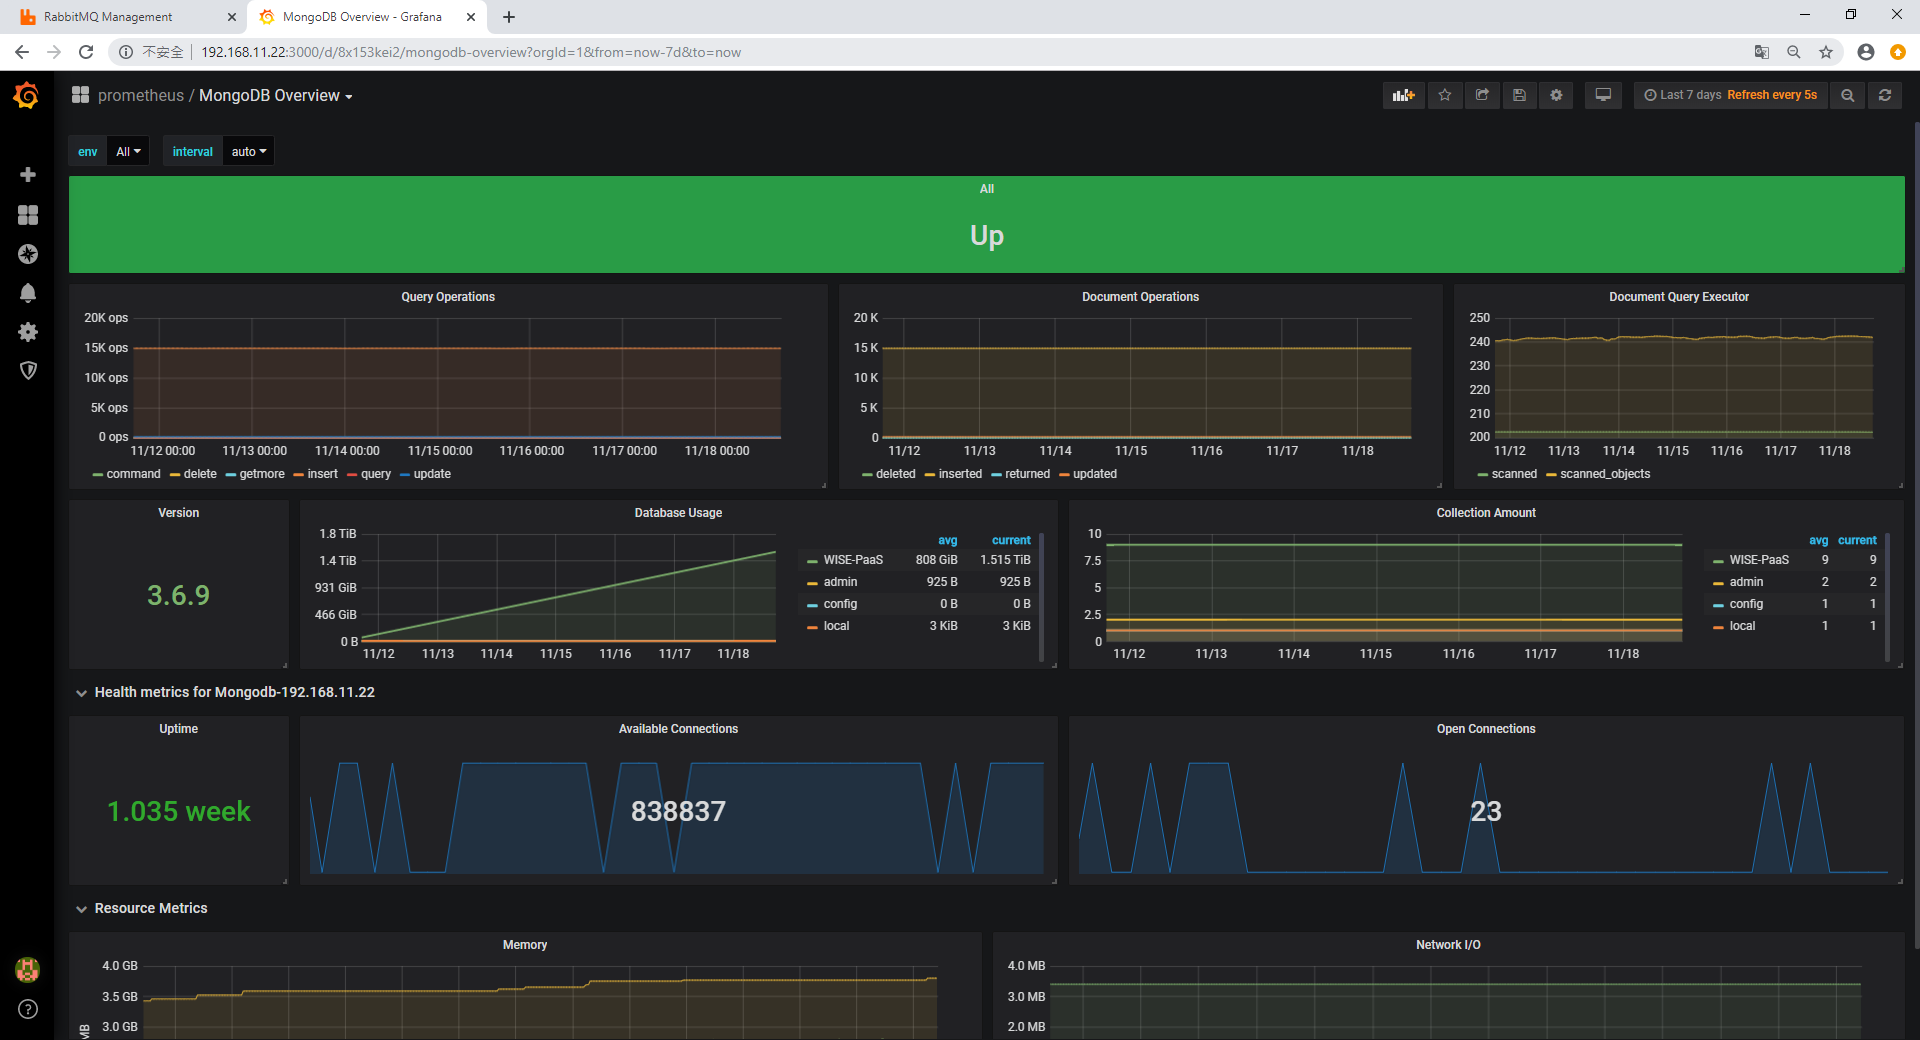 RabbitMQ Management
MongoDB Overview - Grafana
不安全 192.168.11.22:3000/d/8x153kei2/mongodb-overview?orgId=1&from=now-7d&to=now
prometheus / MongoDB Overview
Last 7 days Refresh every 5s
env All interval auto
All
Up
Query Operations
20K ops
15K ops
10K ops
5K ops
0 ops
11/12 00:00 11/13 00:00 11/14 00:00 11/15 00:00 11/16 00:00 11/17 00:00 11/18 00:00
command delete getmore insert query update
Document Operations
20 K
15 K
10 K
5 K
0
11/12 11/13 11/14 11/15 11/16 11/17 11/18
deleted inserted returned updated
Document Query Executor
250
240
230
220
210
200
11/12 11/13 11/14 11/15 11/16 11/17 11/18
scanned scanned_objects
Version
3.6.9
Database Usage
1.8 TiB
1.4 TiB
931 GiB
466 GiB
0 B
11/12 11/13 11/14 11/15 11/16 11/17 11/18
avg current
WISE-PaaS 808 GiB 1.515 TiB
admin 925 B 925 B
config 0 B 0 B
local 3 KiB 3 KiB
Collection Amount
10
7.5
5
2.5
0
11/12 11/13 11/14 11/15 11/16 11/17 11/18
avg current
WISE-PaaS 9 9
admin 2 2
config 1 1
local 1 1
Health metrics for Mongodb-192.168.11.22
Uptime
1.035 week
Available Connections
838837
Open Connections
23
Resource Metrics
Memory
4.0 GB
3.5 GB
3.0 GB
MB
Network I/O
4.0 MB
3.0 MB
2.0 MB